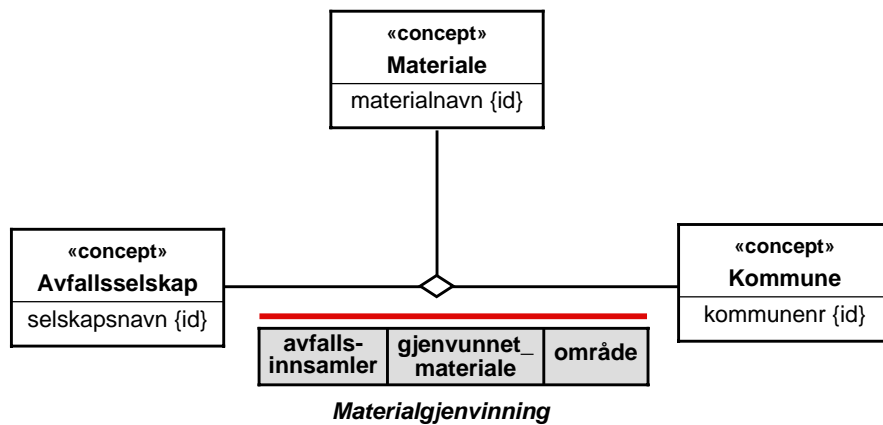 «concept»
Materiale
materialnavn {id}
«concept»
Avfallsselskap
selskapsnavn {id}
«concept»
Kommune
kommunenr {id}
avfalls-
innsamler
gjenvunnet_
materiale
område
Materialgjenvinning